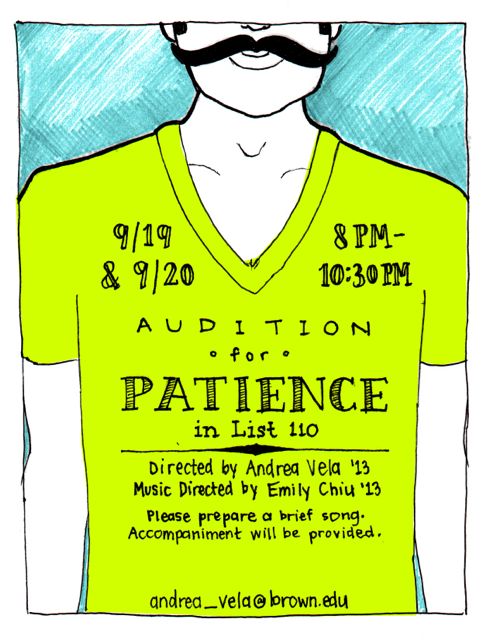 9/19
& 9/20
8 PM-
10:30 PM
AUDITION
for
PATIENCE
in List 110
Directed by Andrea Vela '13
Music Directed by Emily Chiu '13
Please prepare a brief song.
Accompaniment will be provided.
andrea_vela@brown.edu